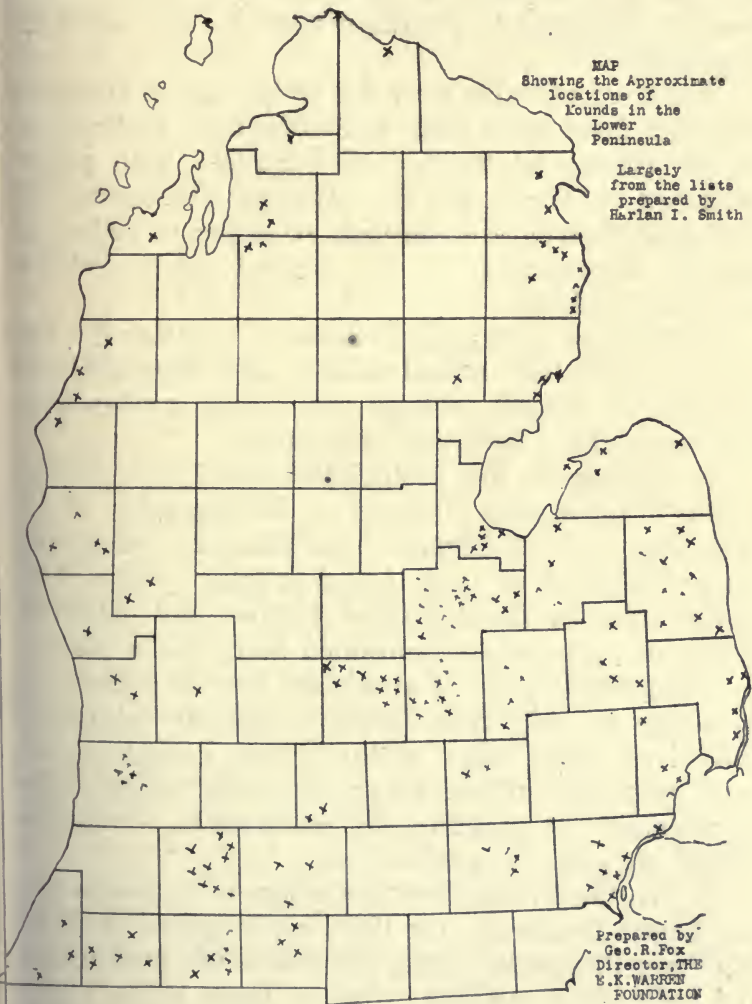 MAP
Showing the Approximate
locations of
Mounds in the
Lower
Peninsula
Largely
from the lists
prepared by
Harlan I. Smith
Prepared by
Geo.R.Fox
Director,THE
E.K.WARREN
FOUNDATION